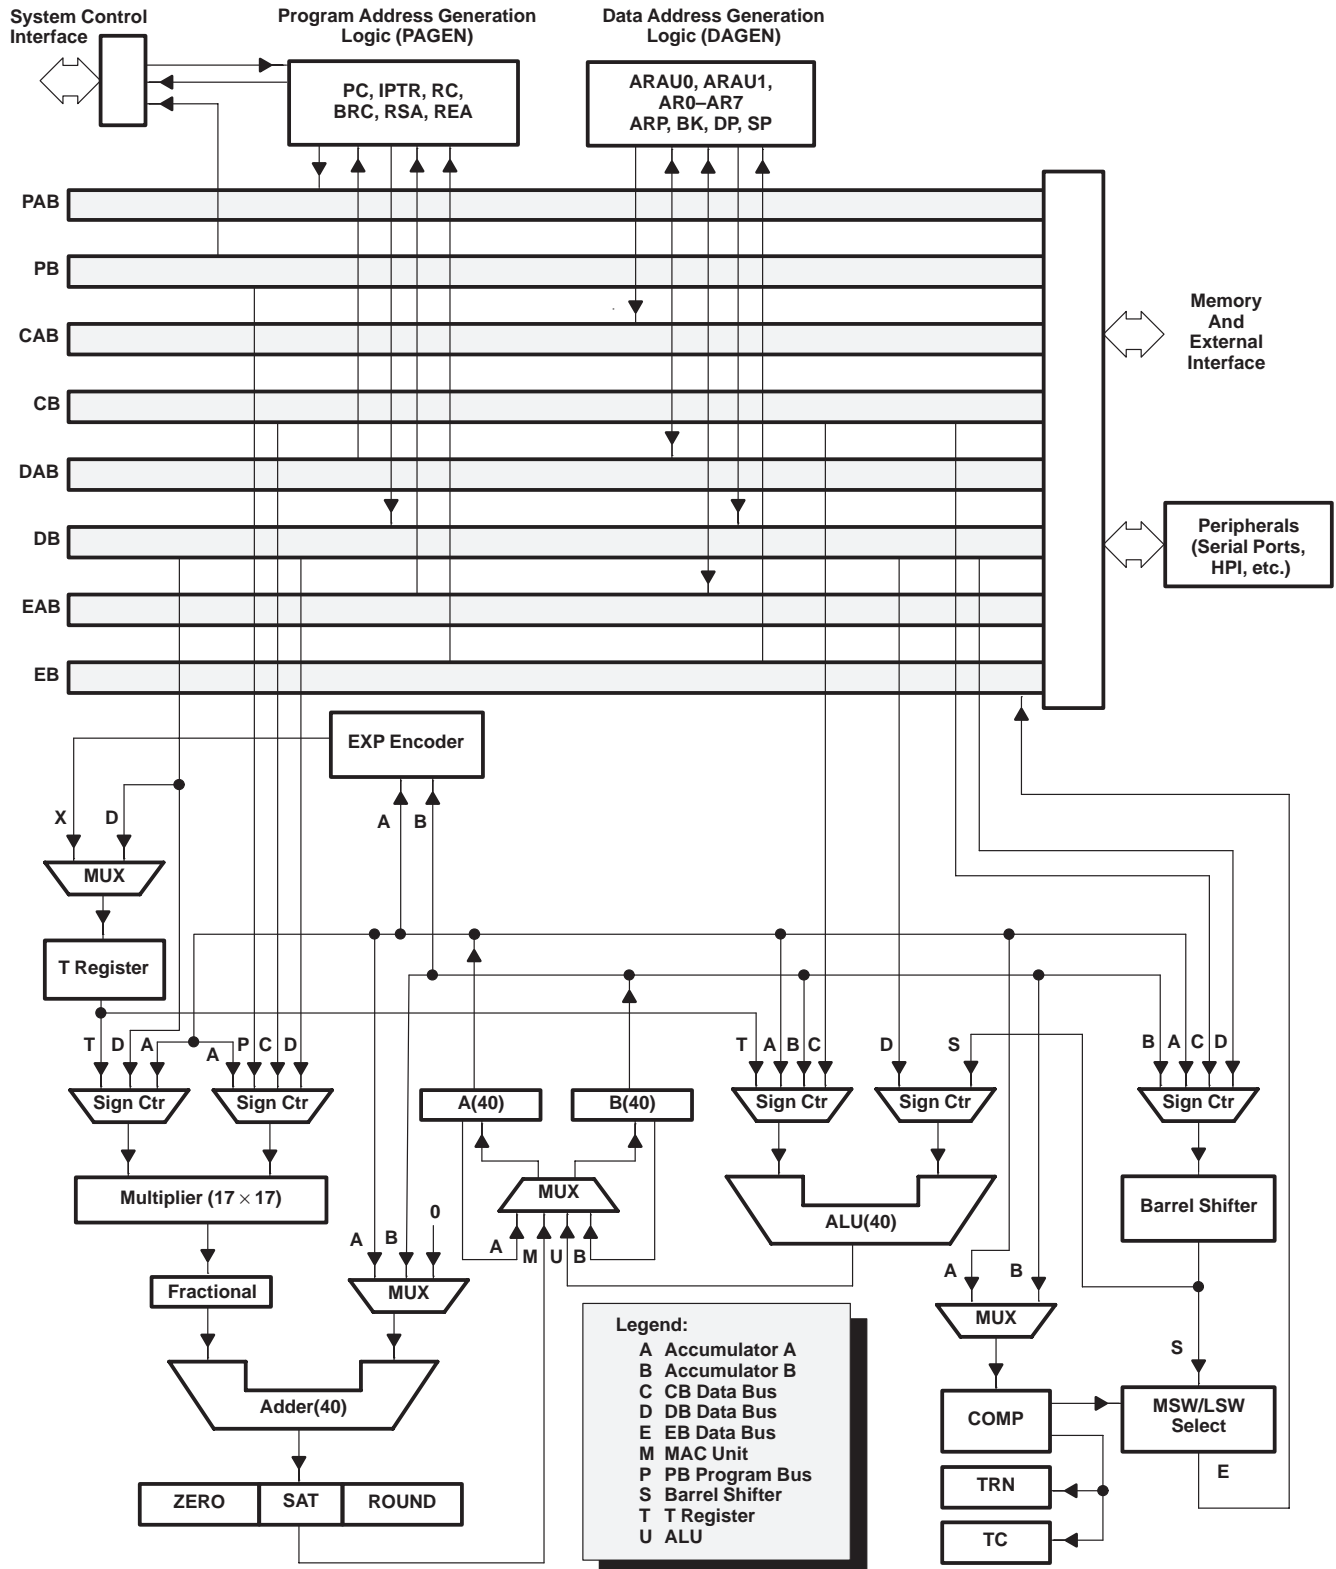 System Control
Interface
Program Address Generation
Logic (PAGEN)
Data Address Generation
Logic (DAGEN)
PC, IPTR, RC,
BRC, RSA, REA
ARAU0, ARAU1,
AR0–AR7
ARP, BK, DP, SP
PAB
PB
CAB
CB
DAB
DB
EAB
EB
Memory
And
External
Interface
Peripherals
(Serial Ports,
HPI, etc.)
EXP Encoder
X D
A B
MUX
T Register
T D A
A P C D
T A B C
D S
B A C D
Sign Ctr
Sign Ctr
A(40)
B(40)
Sign Ctr
Sign Ctr
Sign Ctr
Multiplier (17 × 17)
MUX
ALU(40)
Barrel Shifter
A B 0
A M U B
A B
Fractional
MUX
MUX
S
Adder(40)
COMP
MSW/LSW
Select
E
TRN
TC
ZERO SAT ROUND
Legend:
A Accumulator A
B Accumulator B
C CB Data Bus
D DB Data Bus
E EB Data Bus
M MAC Unit
P PB Program Bus
S Barrel Shifter
T T Register
U ALU